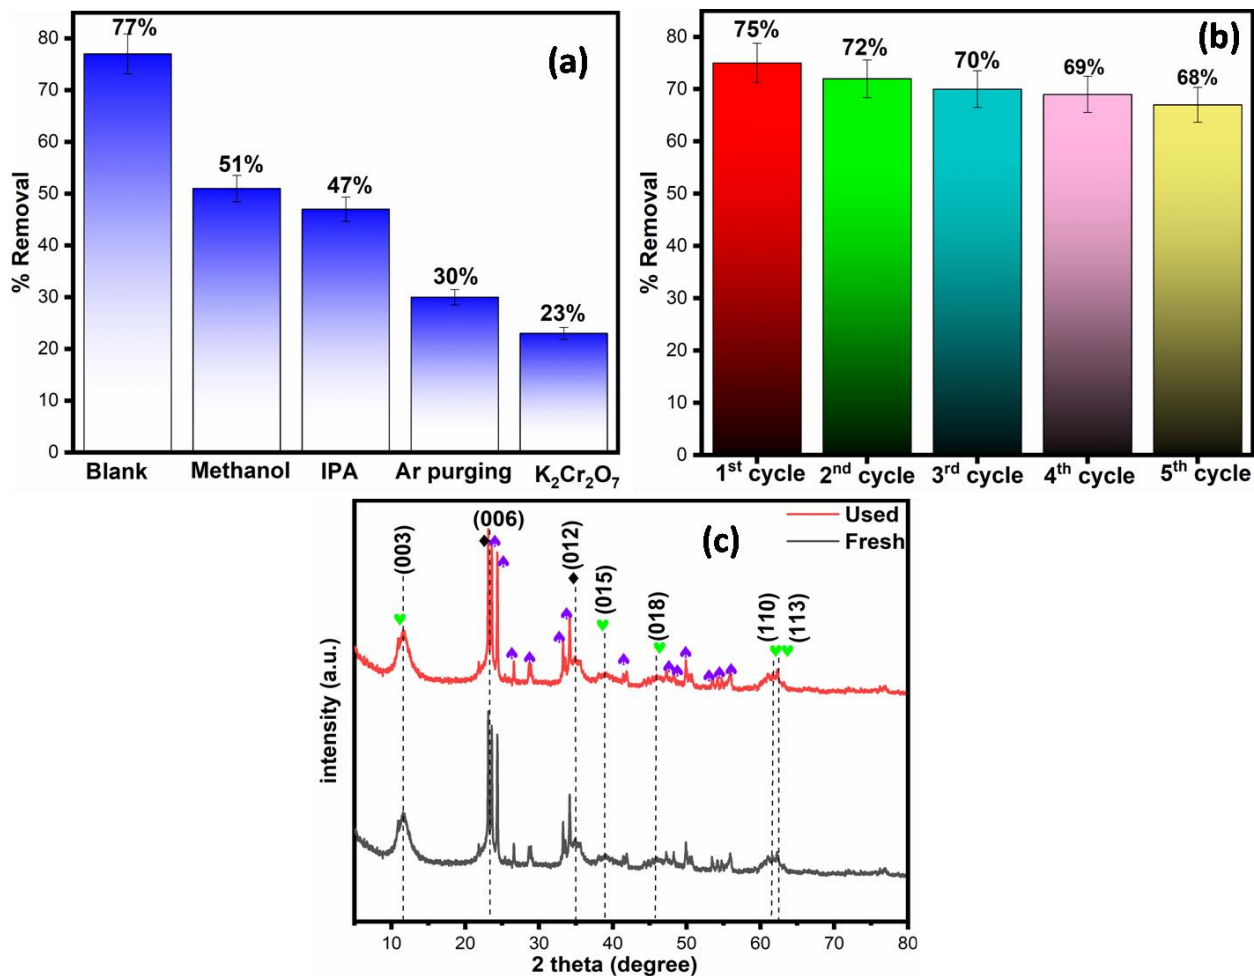 (a)
% Removal
80
70
60
50
40
30
20
10
0
77%
51%
47%
30%
23%
Blank
Methanol
IPA
Ar purging
K₂Cr₂O₇
(b)
% Removal
80
70
60
50
40
30
20
10
0
75%
72%
70%
69%
68%
1ˢᵗ cycle
2ⁿᵈ cycle
3ʳᵈ cycle
4ᵗʰ cycle
5ᵗʰ cycle
(c)
Used
Fresh
(003)
(006)
(012)
(015)
(018)
(110)
(113)
intensity (a.u.)
10
20
30
40
50
60
70
80
2 theta (degree)